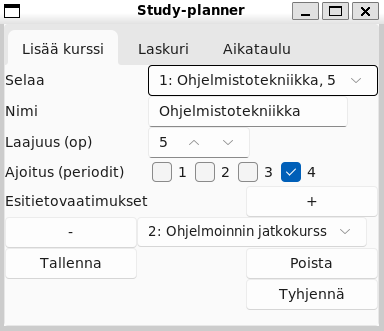 Study-planner
Lisää kurssi Laskuri Aikataulu
Selaa 1: Ohjelmistotekniikka, 5
Nimi Ohjelmistotekniikka
Laajuus (op) 5
Ajoitus (periodit) 1 2 3 4
Esitietovaatimukset +
- 2: Ohjelmoinnin jatkokurss
Tallenna Poista
Tyhjennä